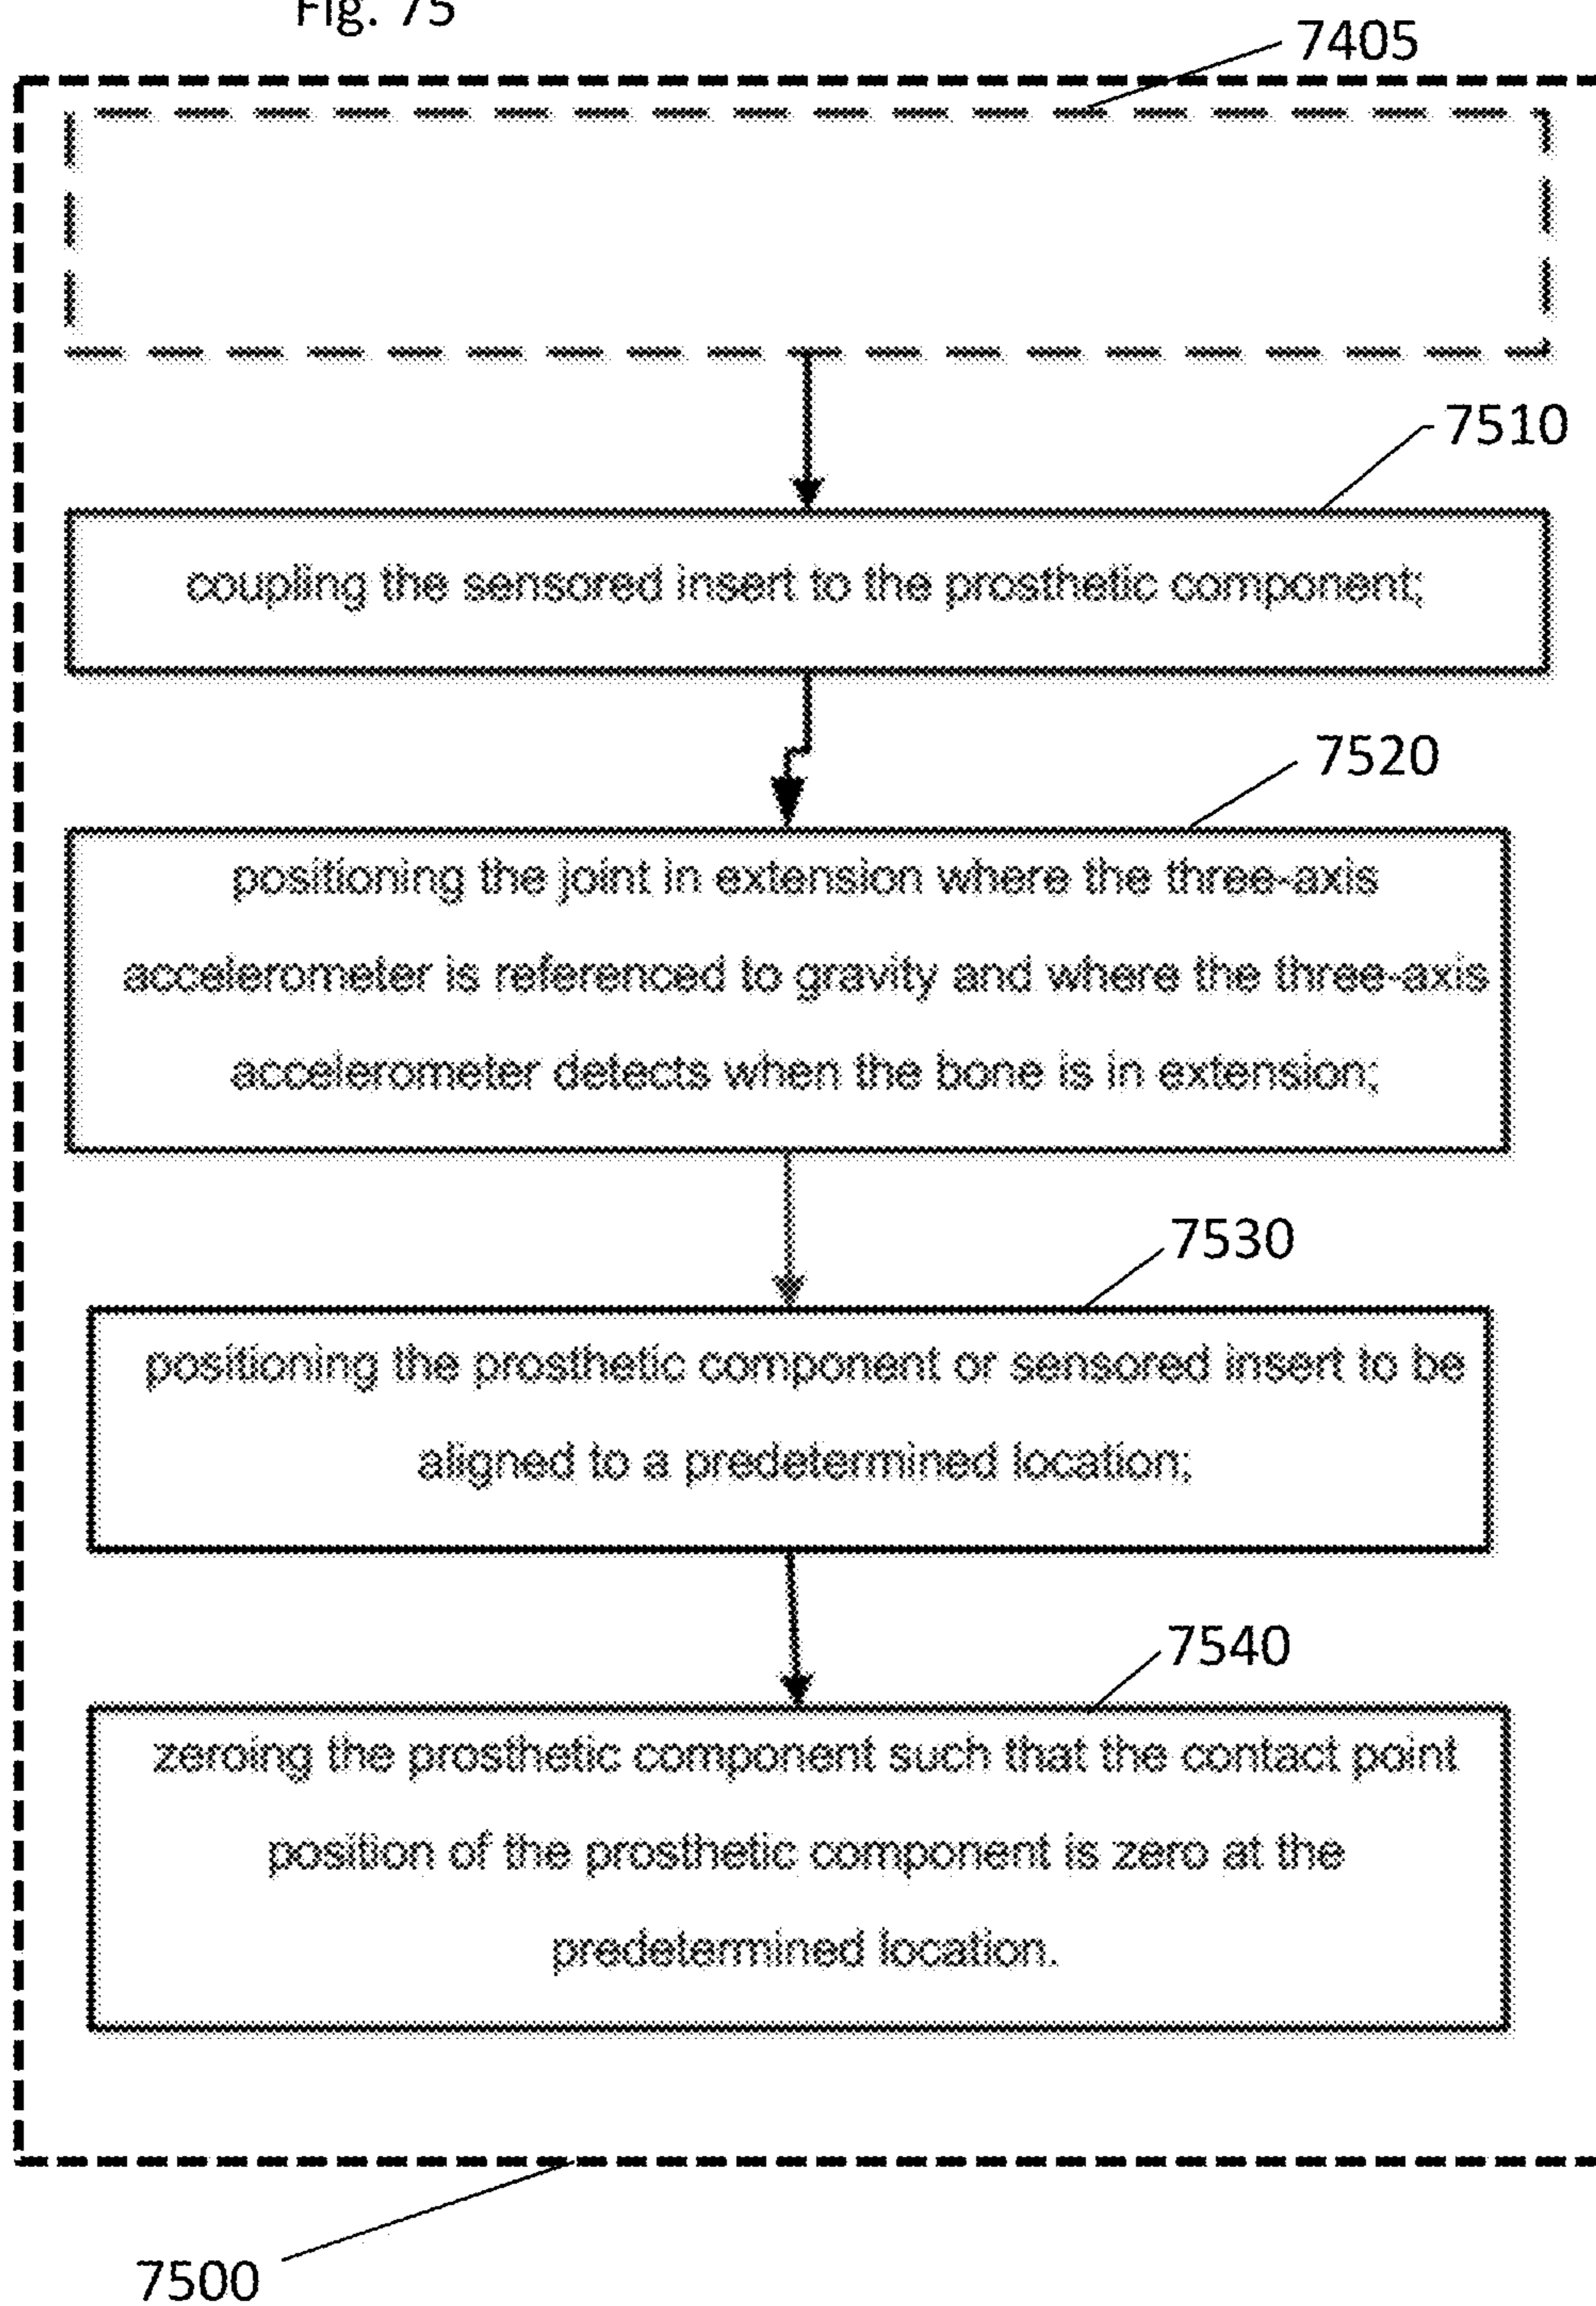 Fig. 75
7405
7510
coupling the sensored insert to the prosthetic component;
7520
positioning the joint in extension where the three-axis
accelerometer is referenced to gravity and where the three-axis
accelerometer detects when the bone is in extension;
7530
positioning the prosthetic component or sensored insert to be
aligned to a predetermined location;
7540
zeroing the prosthetic component such that the contact point
position of the prosthetic component is zero at the
predetermined location.
7500